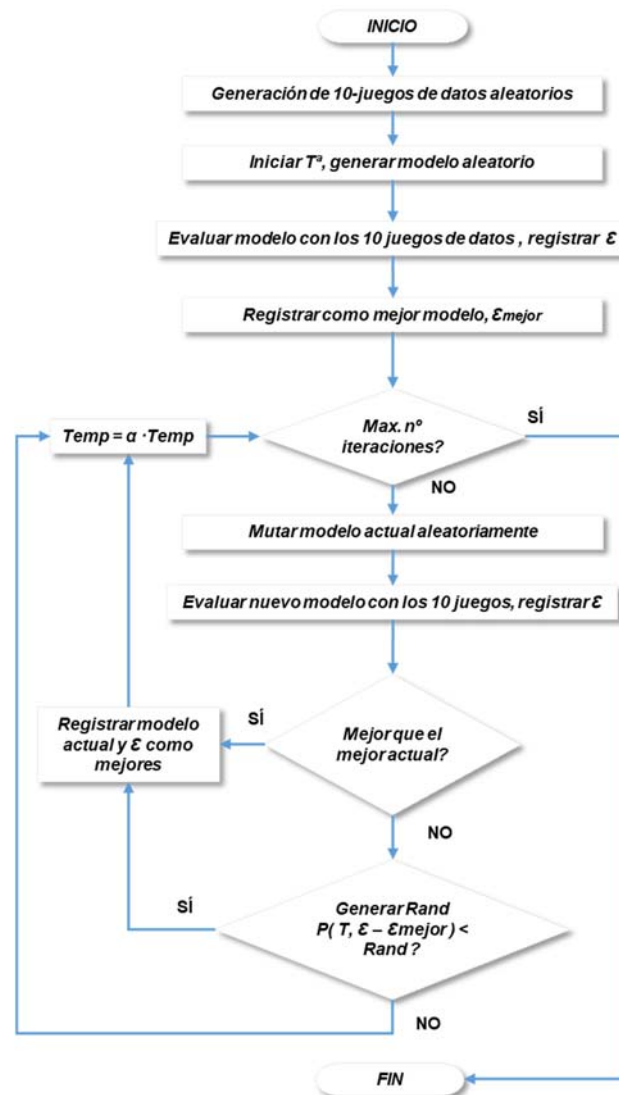 INICIO
Generación de 10-juegos de datos aleatorios
Iniciar Tª, generar modelo aleatorio
Evaluar modelo con los 10 juegos de datos , registrar Ɛ
Registrar como mejor modelo, Ɛmejor
Temp = α ·Temp
Max. nº
iteraciones?
SÍ
NO
Mutar modelo actual aleatoriamente
Evaluar nuevo modelo con los 10 juegos, registrar Ɛ
Registrar modelo
actual y Ɛ como
mejores
SÍ
Mejor que el
mejor actual?
NO
SÍ
Generar Rand
P( T, Ɛ – Ɛmejor ) <
Rand ?
NO
FIN